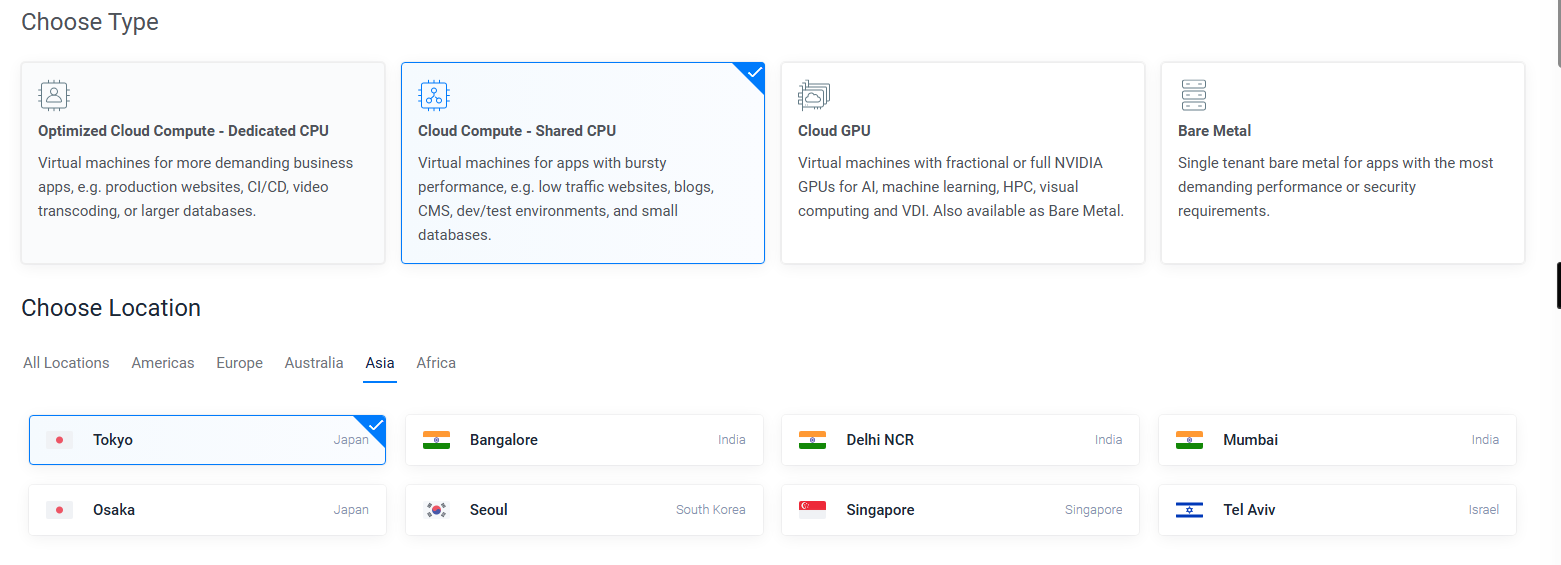 Choose Type
Optimized Cloud Compute - Dedicated CPU
Virtual machines for more demanding business
apps, e.g. production websites, CI/CD, video
transcoding, or larger databases.
Cloud Compute - Shared CPU
Virtual machines for apps with bursty
performance, e.g. low traffic websites, blogs,
CMS, dev/test environments, and small
databases.
Cloud GPU
Virtual machines with fractional or full NVIDIA
GPUs for AI, machine learning, HPC, visual
computing and VDI. Also available as Bare Metal.
Bare Metal
Single tenant bare metal for apps with the most
demanding performance or security
requirements.
Choose Location
All Locations Americas Europe Australia Asia Africa
Tokyo Japan
Bangalore India
Delhi NCR India
Mumbai India
Osaka Japan
Seoul South Korea
Singapore Singapore
Tel Aviv Israel